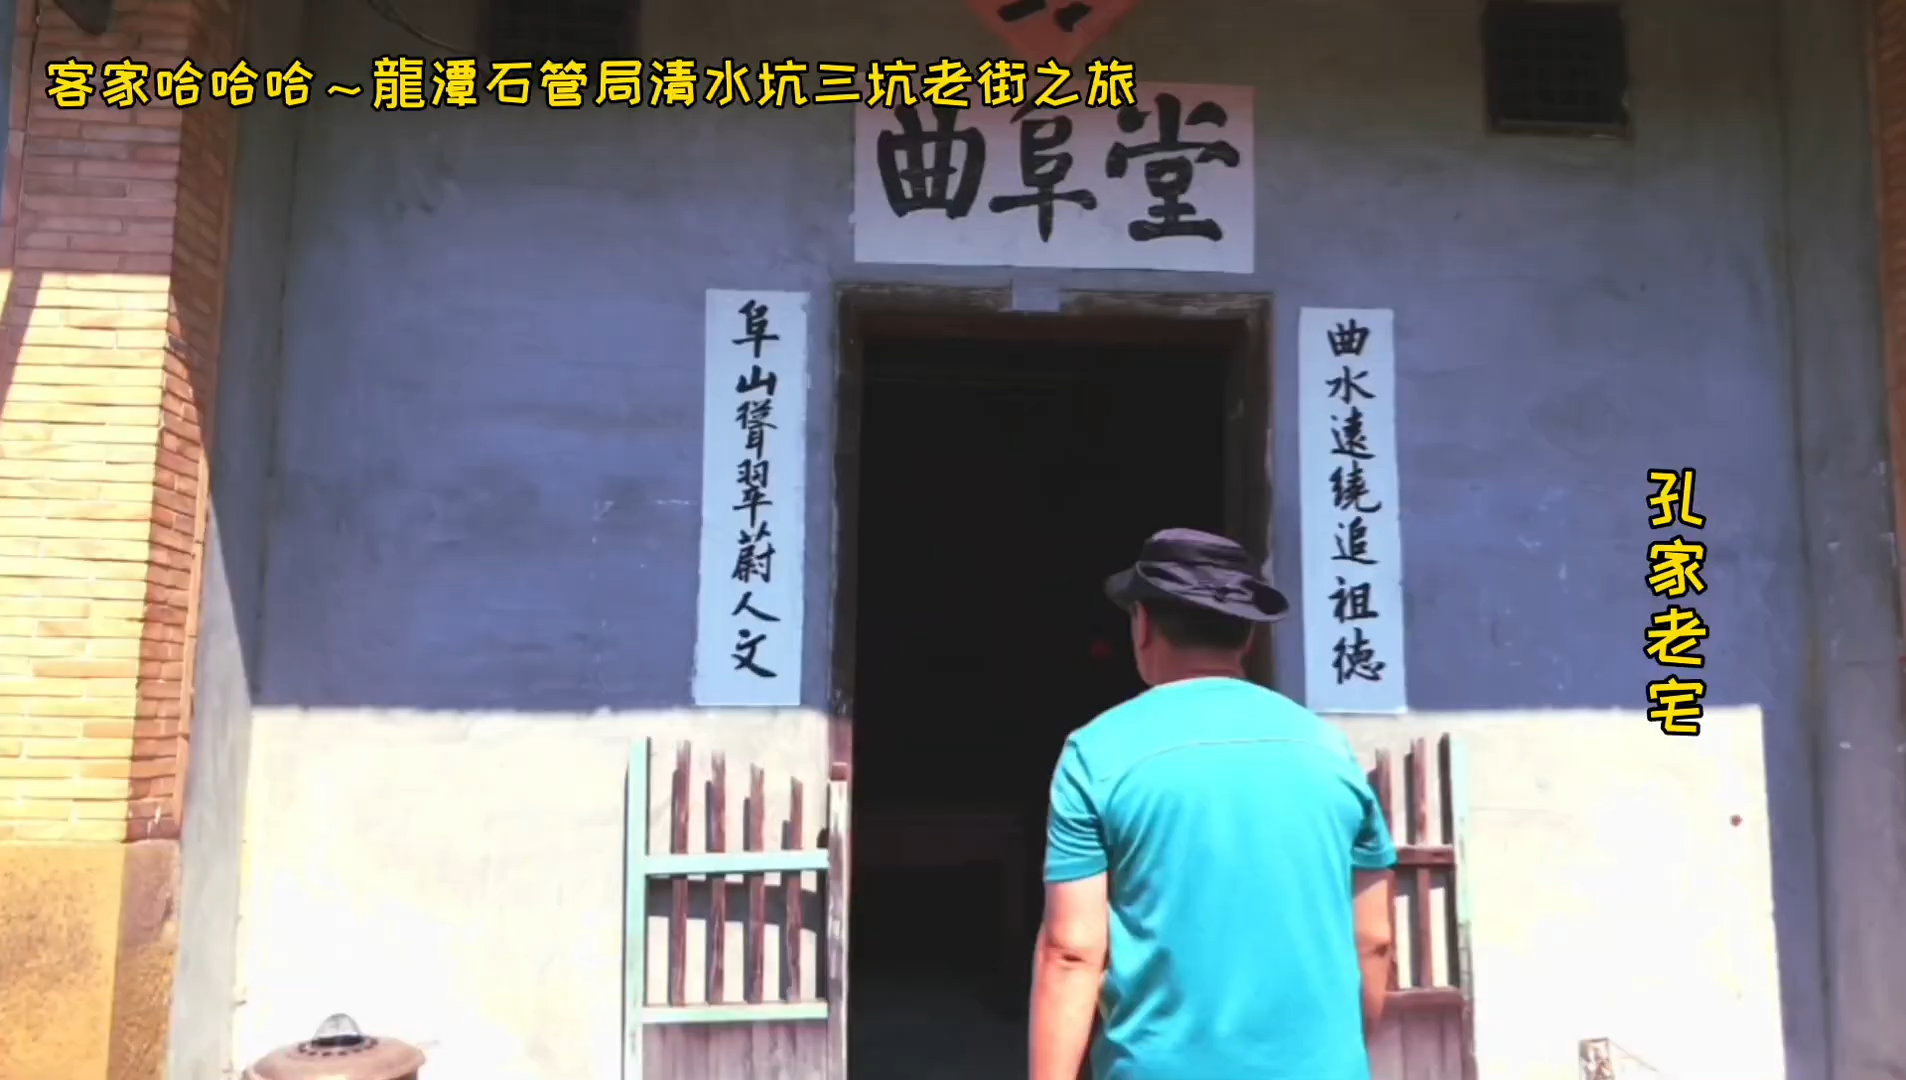 客家哈哈哈～龍潭石管局清水坑三坑老街之旅
曲阜堂
曲水遠繞追祖德
阜山聳翠蔚人文
孔家老宅